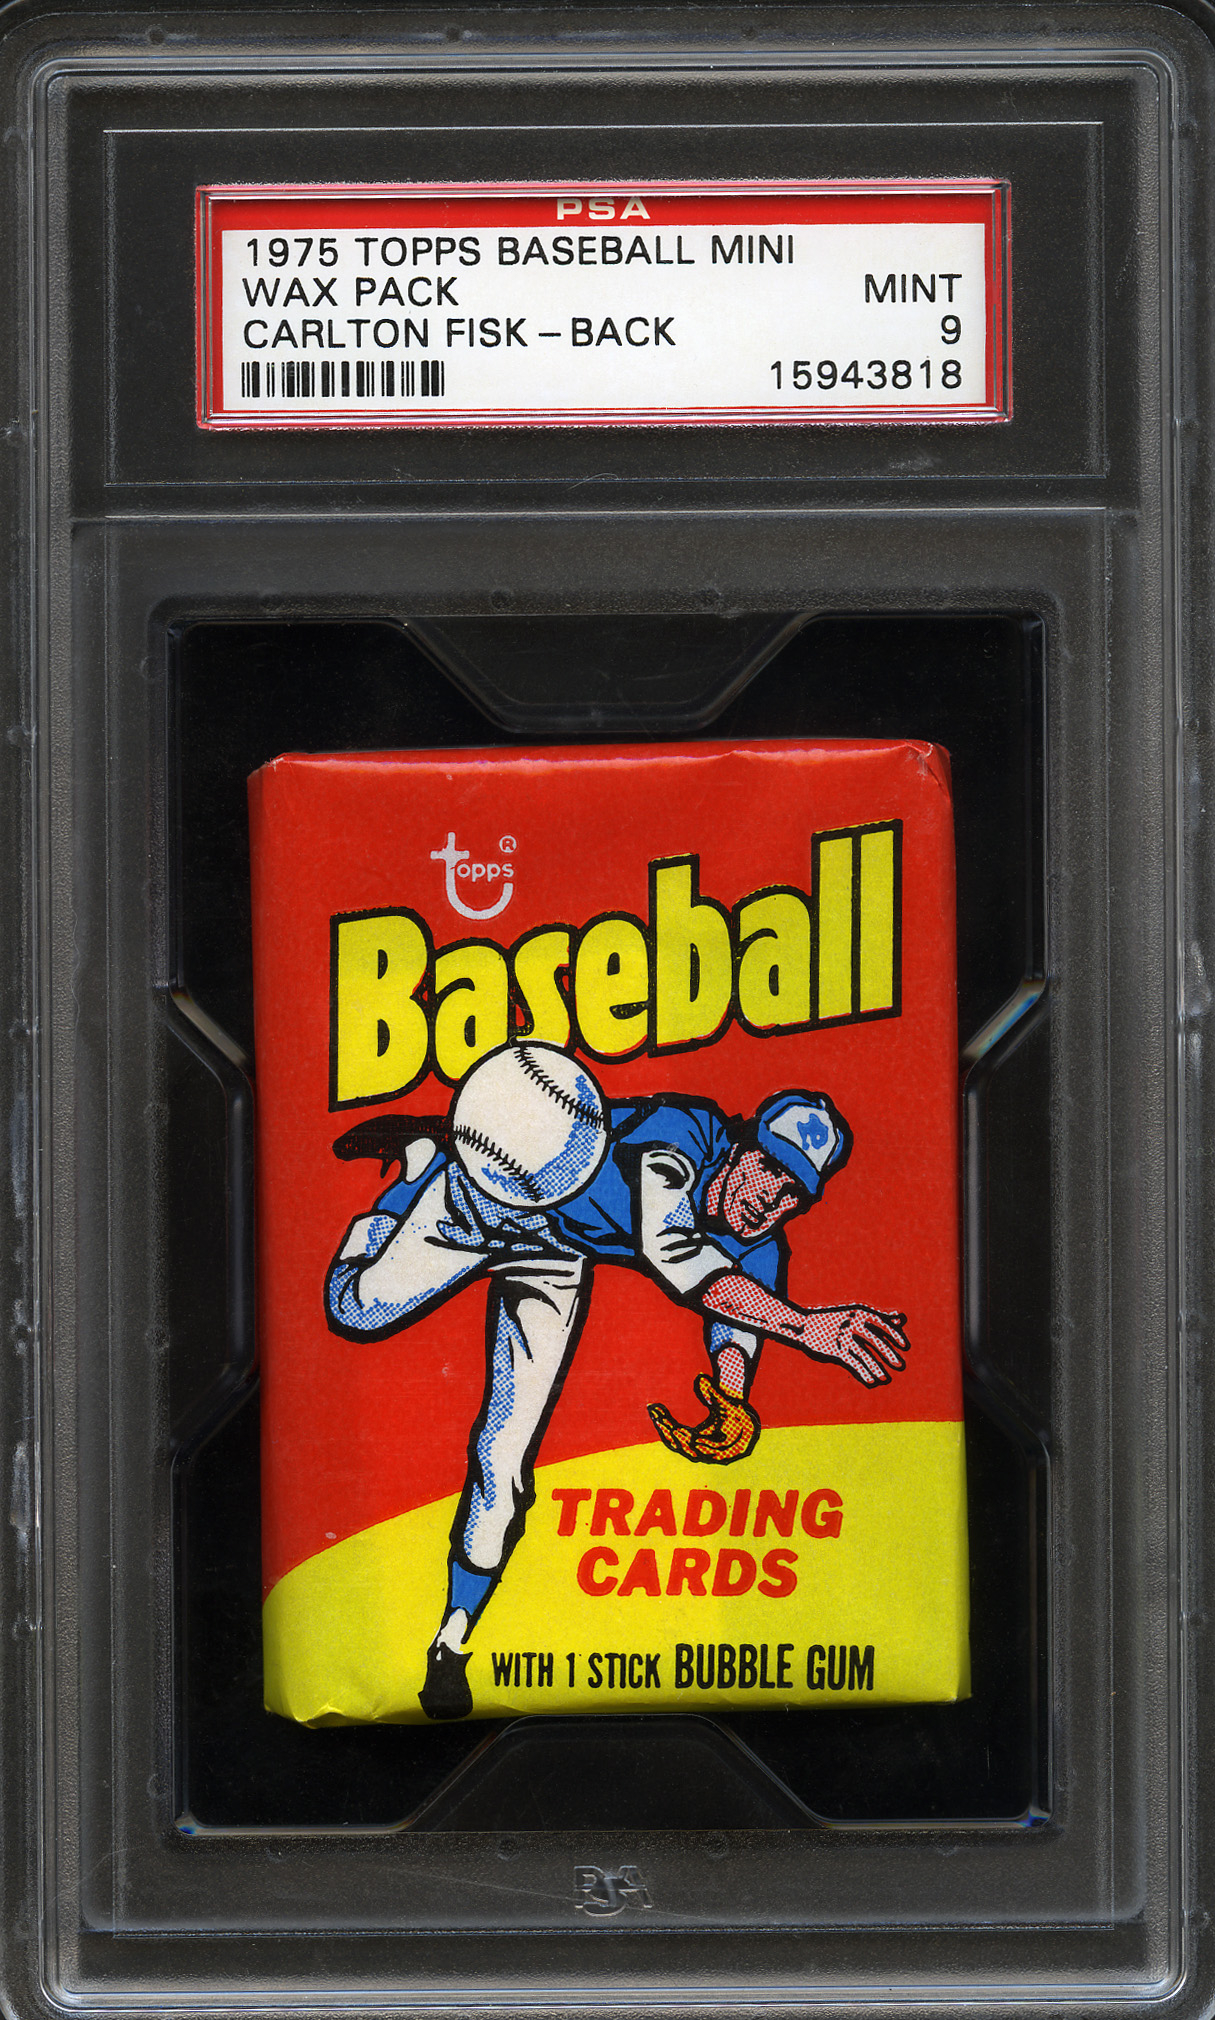 PSA
1975 TOPPS BASEBALL MINI
WAX PACK MINT
CARLTON FISK – BACK 9
15943818
topps®
Baseball
TRADING
CARDS
WITH 1 STICK BUBBLE GUM
PSA